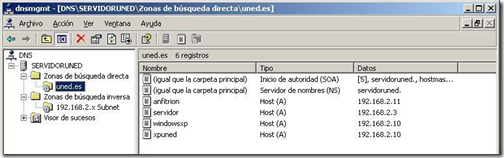 dnsmgmt - [DNS\SERVIDORUNED\Zonas de búsqueda directa\uned.es]
Archivo Acción Ver Ventana Ayuda
DNS
SERVIDORUNED
Zonas de búsqueda directa
uned.es
Zonas de búsqueda inversa
192.168.2.x Subnet
Visor de sucesos
uned.es 6 registros
Nombre Tipo Datos
(igual que la carpeta principal) Inicio de autoridad (SOA) [5], servidoruned., hostmas...
(igual que la carpeta principal) Servidor de nombres (NS) servidoruned.
anfitrion Host (A) 192.168.2.11
servidor Host (A) 192.168.2.3
windowsxp Host (A) 192.168.2.10
xpuned Host (A) 192.168.2.10